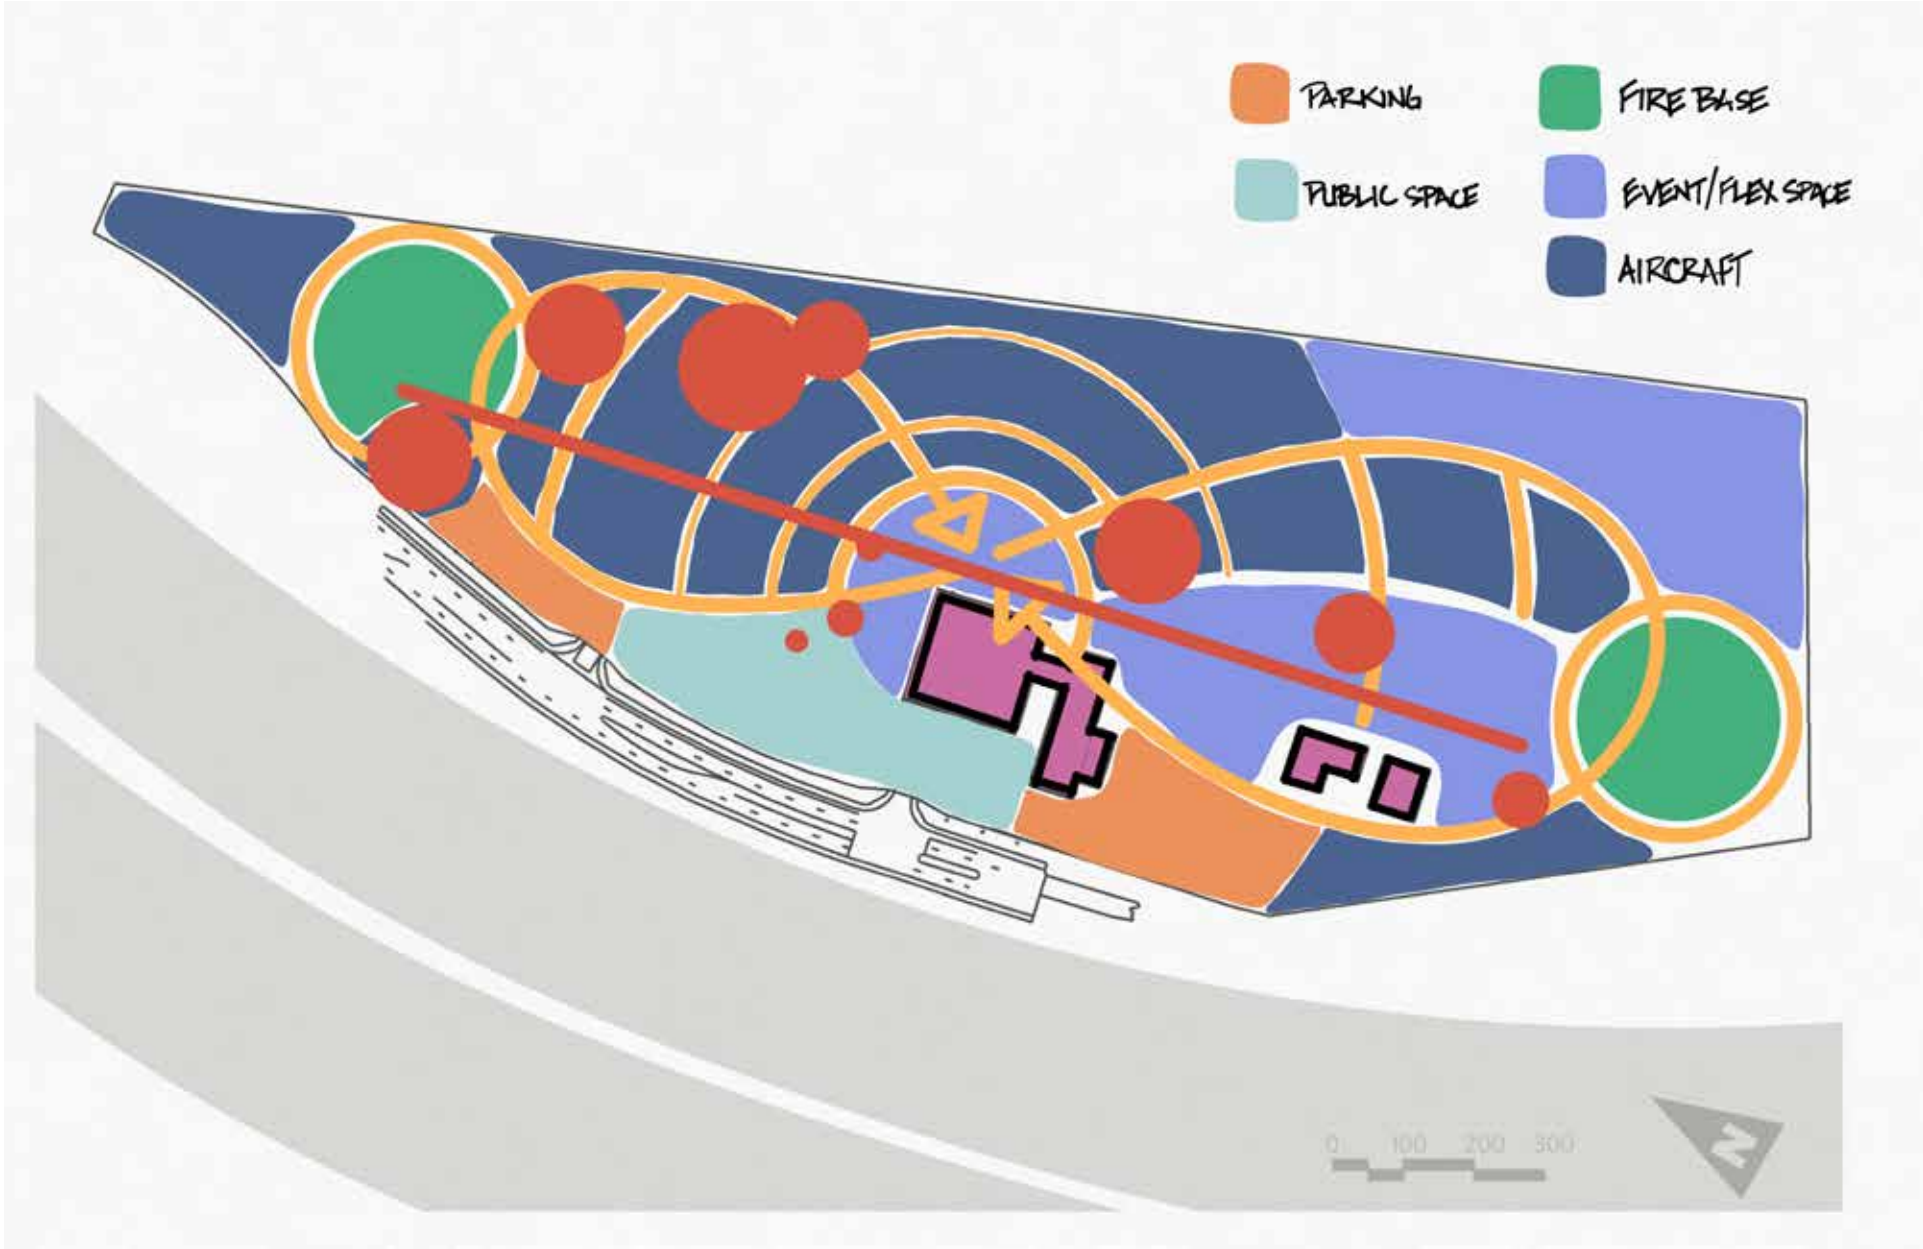 PARKING
FIRE BASE
PUBLIC SPACE
EVENT/FLEX SPACE
AIRCRAFT
0 100 200 300
N